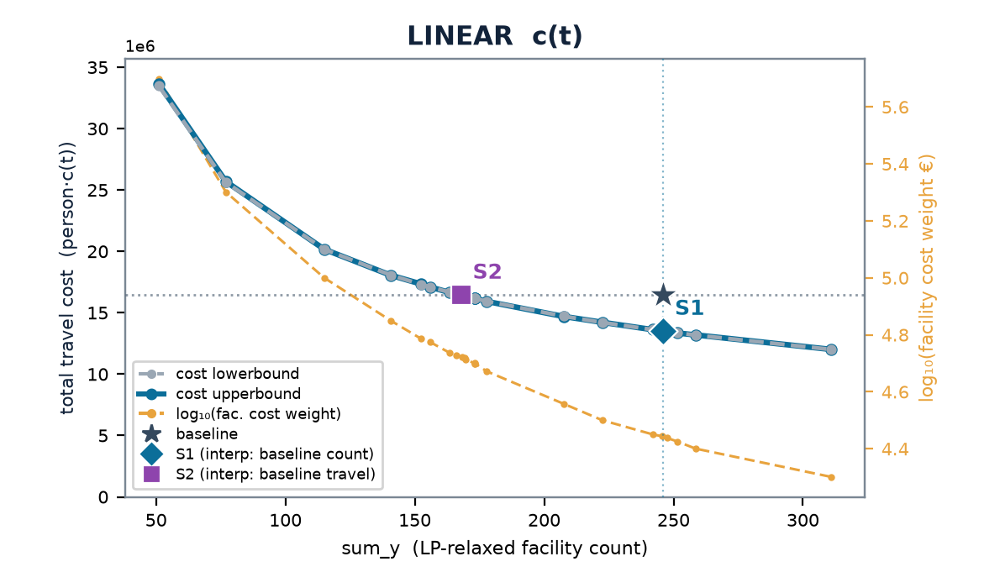 LINEAR  c(t)
1e6
35
30
25
20
15
10
5
0
total travel cost  (person·c(t))
5.6
5.4
5.2
5.0
4.8
4.6
4.4
log₁₀(facility cost weight €)
S2
S1
cost lowerbound
cost upperbound
log₁₀(fac. cost weight)
baseline
S1 (interp: baseline count)
S2 (interp: baseline travel)
50
100
150
200
250
300
sum_y  (LP-relaxed facility count)